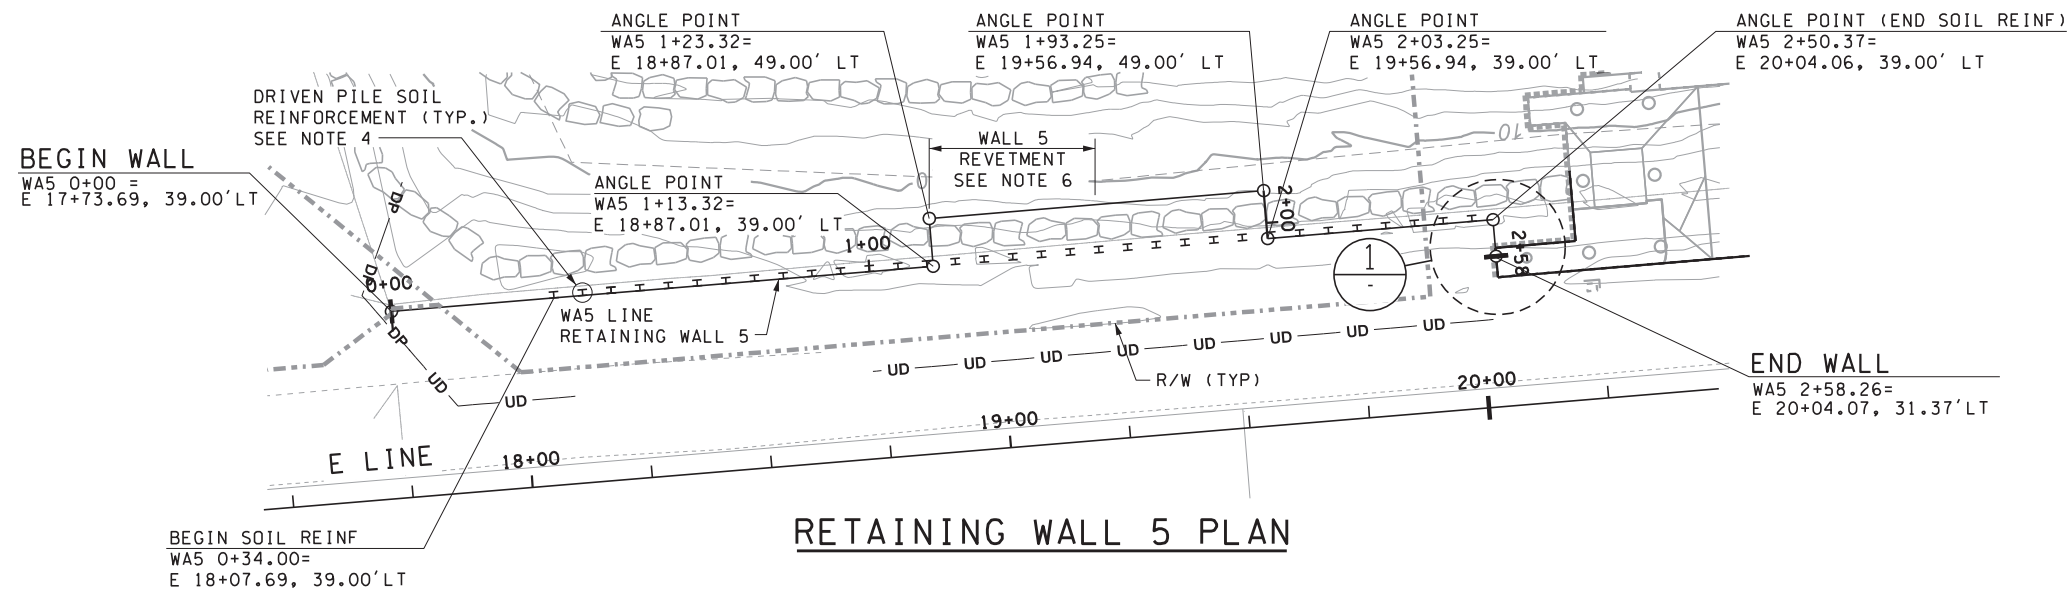 ANGLE POINT
WA5 1+23.32=
E 18+87.01, 49.00' LT
ANGLE POINT
WA5 1+93.25=
E 19+56.94, 49.00' LT
ANGLE POINT
WA5 2+03.25=
E 19+56.94, 39.00' LT
ANGLE POINT (END SOIL REINF)
WA5 2+50.37=
E 20+04.06, 39.00' LT
DRIVEN PILE SOIL
REINFORCEMENT (TYP.)
SEE NOTE 4
BEGIN WALL
WA5 0+00 =
E 17+73.69, 39.00'LT
ANGLE POINT
WA5 1+13.32=
E 18+87.01, 39.00' LT
WALL 5
REVETMENT
SEE NOTE 6
0
10
DP
DP
DP
0+00
1+00
2+00
2+58
1
-
WA5 LINE
RETAINING WALL 5
UD
UD
UD
UD
UD
UD
UD
UD
UD
UD
R/W (TYP)
END WALL
WA5 2+58.26=
E 20+04.07, 31.37'LT
E LINE
18+00
19+00
20+00
BEGIN SOIL REINF
WA5 0+34.00=
E 18+07.69, 39.00'LT
RETAINING WALL 5 PLAN